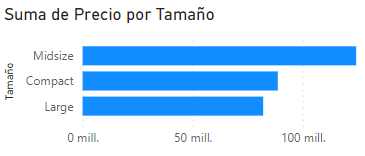 Suma de Precio por Tamaño
Tamaño
Midsize
Compact
Large
0 mill. 50 mill. 100 mill.